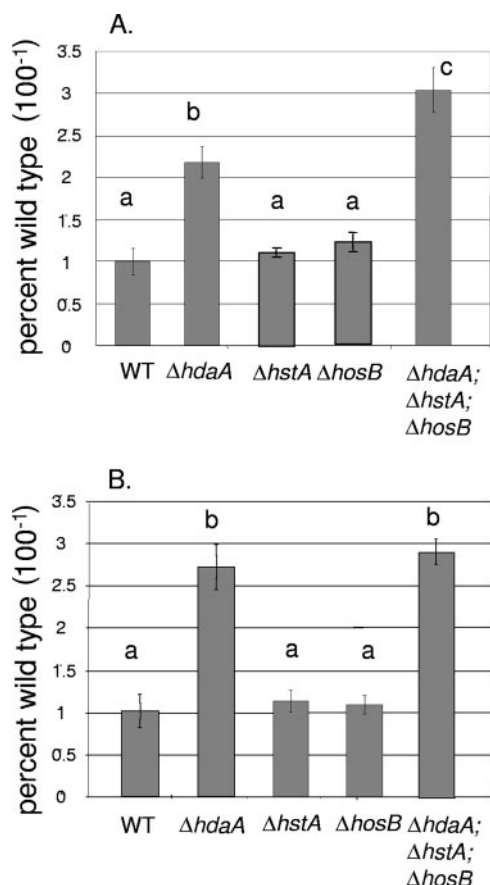 A.
percent wild type (100⁻¹)
3.5
3
2.5
2
1.5
1
0.5
0
a
b
a
a
c
WT
ΔhdaA
ΔhstA
ΔhosB
ΔhdaA;
ΔhstA;
ΔhosB
B.
percent wild type (100⁻¹)
3.5
3
2.5
2
1.5
1
0.5
0
a
b
a
a
b
WT
ΔhdaA
ΔhstA
ΔhosB
ΔhdaA;
ΔhstA;
ΔhosB